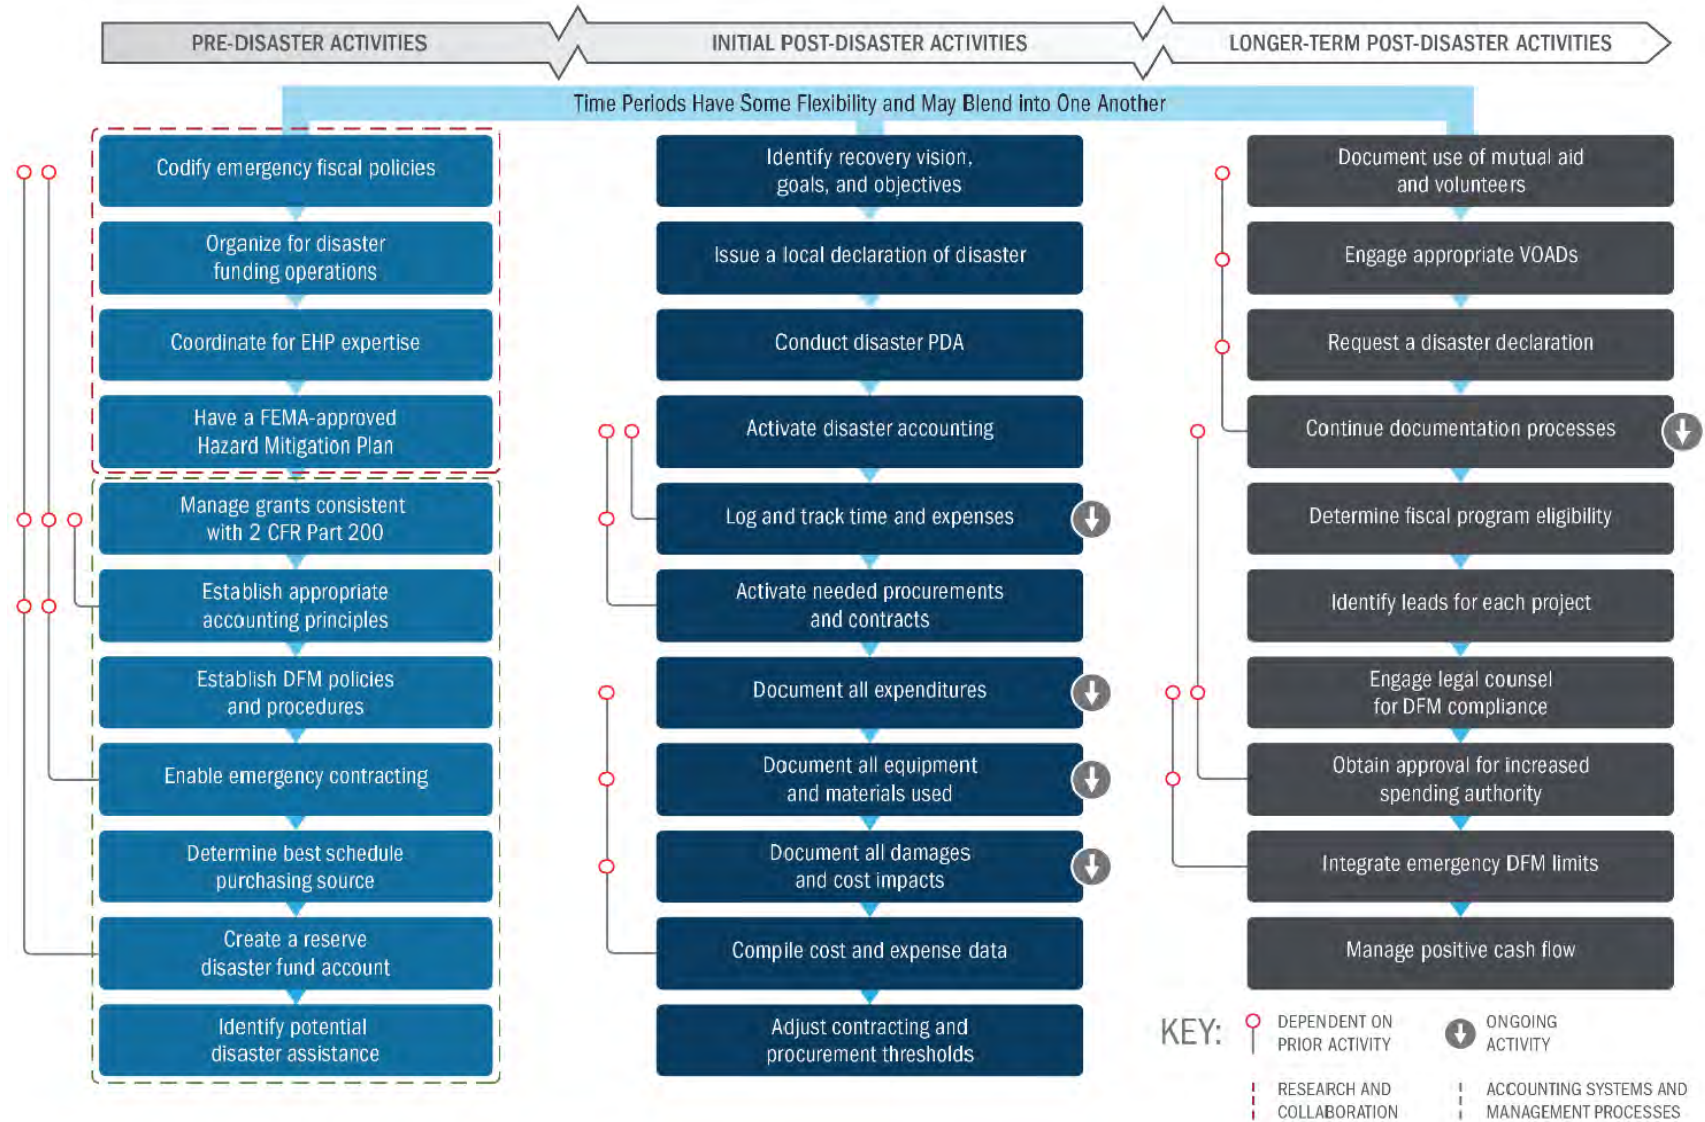 PRE-DISASTER ACTIVITIES
INITIAL POST-DISASTER ACTIVITIES
LONGER-TERM POST-DISASTER ACTIVITIES
Time Periods Have Some Flexibility and May Blend into One Another
Codify emergency fiscal policies
Organize for disaster
funding operations
Coordinate for EHP expertise
Have a FEMA-approved
Hazard Mitigation Plan
Manage grants consistent
with 2 CFR Part 200
Establish appropriate
accounting principles
Establish DFM policies
and procedures
Enable emergency contracting
Determine best schedule
purchasing source
Create a reserve
disaster fund account
Identify potential
disaster assistance
Identify recovery vision,
goals, and objectives
Issue a local declaration of disaster
Conduct disaster PDA
Activate disaster accounting
Log and track time and expenses
Activate needed procurements
and contracts
Document all expenditures
Document all equipment
and materials used
Document all damages
and cost impacts
Compile cost and expense data
Adjust contracting and
procurement thresholds
Document use of mutual aid
and volunteers
Engage appropriate VOADs
Request a disaster declaration
Continue documentation processes
Determine fiscal program eligibility
Identify leads for each project
Engage legal counsel
for DFM compliance
Obtain approval for increased
spending authority
Integrate emergency DFM limits
Manage positive cash flow
KEY:
DEPENDENT ON
PRIOR ACTIVITY
ONGOING
ACTIVITY
RESEARCH AND
COLLABORATION
ACCOUNTING SYSTEMS AND
MANAGEMENT PROCESSES